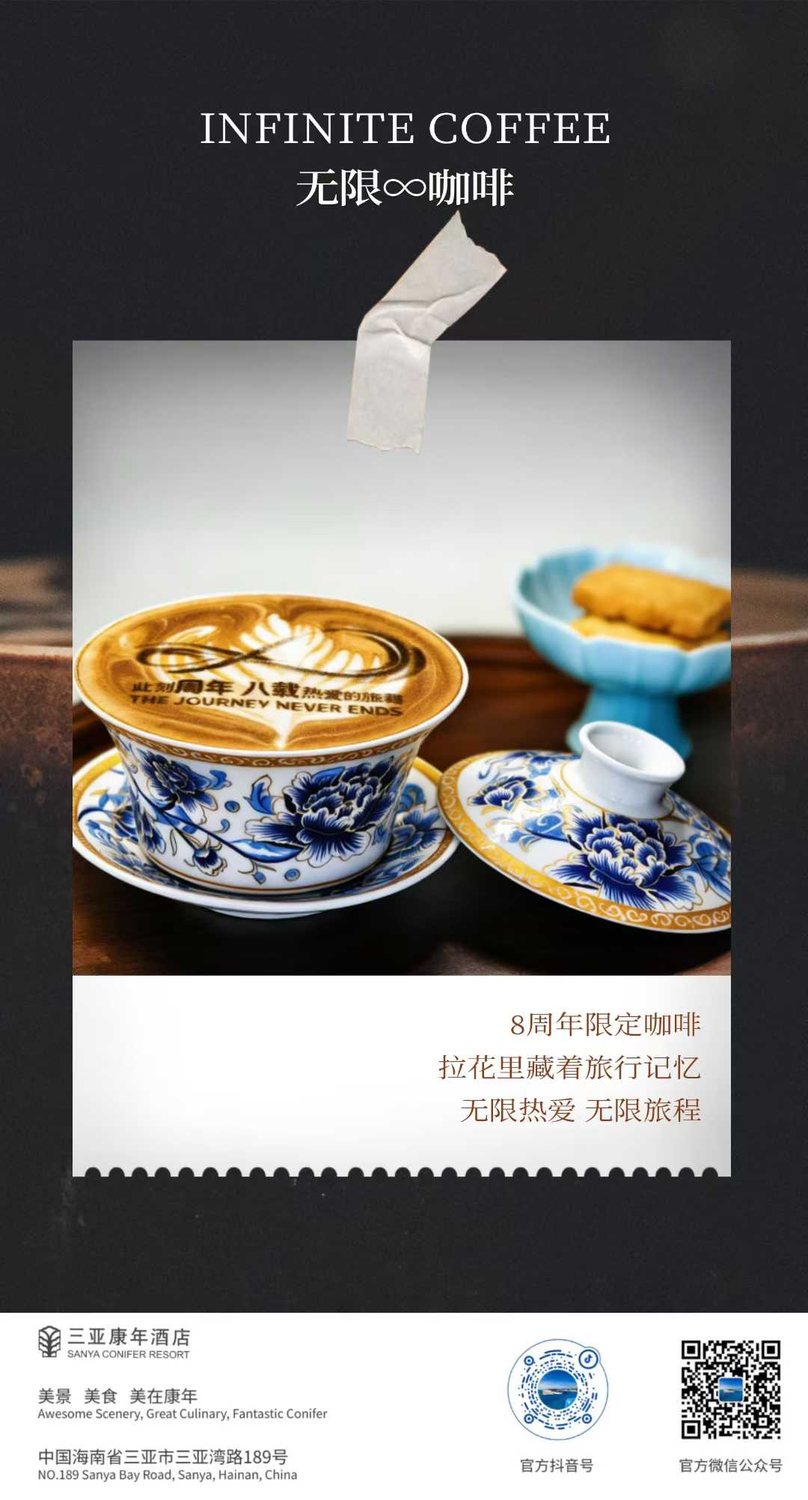 INFINITE COFFEE
无限∞咖啡
此刻周年 八载热爱的旅程
THE JOURNEY NEVER ENDS
8周年限定咖啡
拉花里藏着旅行记忆
无限热爱 无限旅程
三亚康年酒店
SANYA CONIFER RESORT
美景 美食 美在康年
Awesome Scenery, Great Culinary, Fantastic Conifer
中国海南省三亚市三亚湾路189号
NO.189 Sanya Bay Road, Sanya, Hainan, China
官方抖音号
官方微信公众号